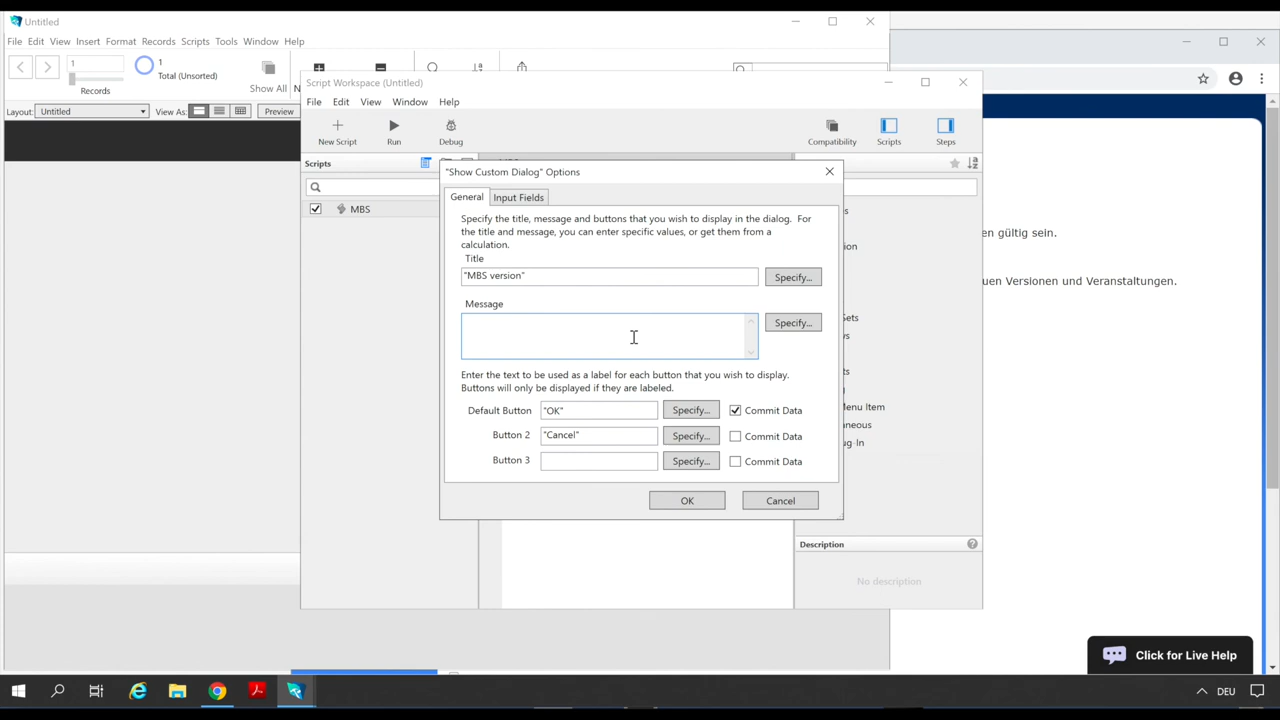 Untitled
File Edit View Insert Format Records Scripts Tools Window Help
1
1
Total (Unsorted)
Records
Show All
Layout: Untitled
View As:
Preview
Script Workspace (Untitled)
File Edit View Window Help
New Script
Run
Debug
Compatibility
Scripts
Steps
Scripts
MBS
"Show Custom Dialog" Options
General
Input Fields
Specify the title, message and buttons that you wish to display in the dialog. For
the title and message, you can enter specific values, or get them from a
calculation.
Title
"MBS version"
Specify...
Message
Specify...
Enter the text to be used as a label for each button that you wish to display.
Buttons will only be displayed if they are labeled.
Default Button
"OK"
Specify...
Commit Data
Button 2
"Cancel"
Specify...
Commit Data
Button 3
Specify...
Commit Data
OK
Cancel
Sets
Menu Item
Description
No description
en gültig sein.
uen Versionen und Veranstaltungen.
Click for Live Help
DEU